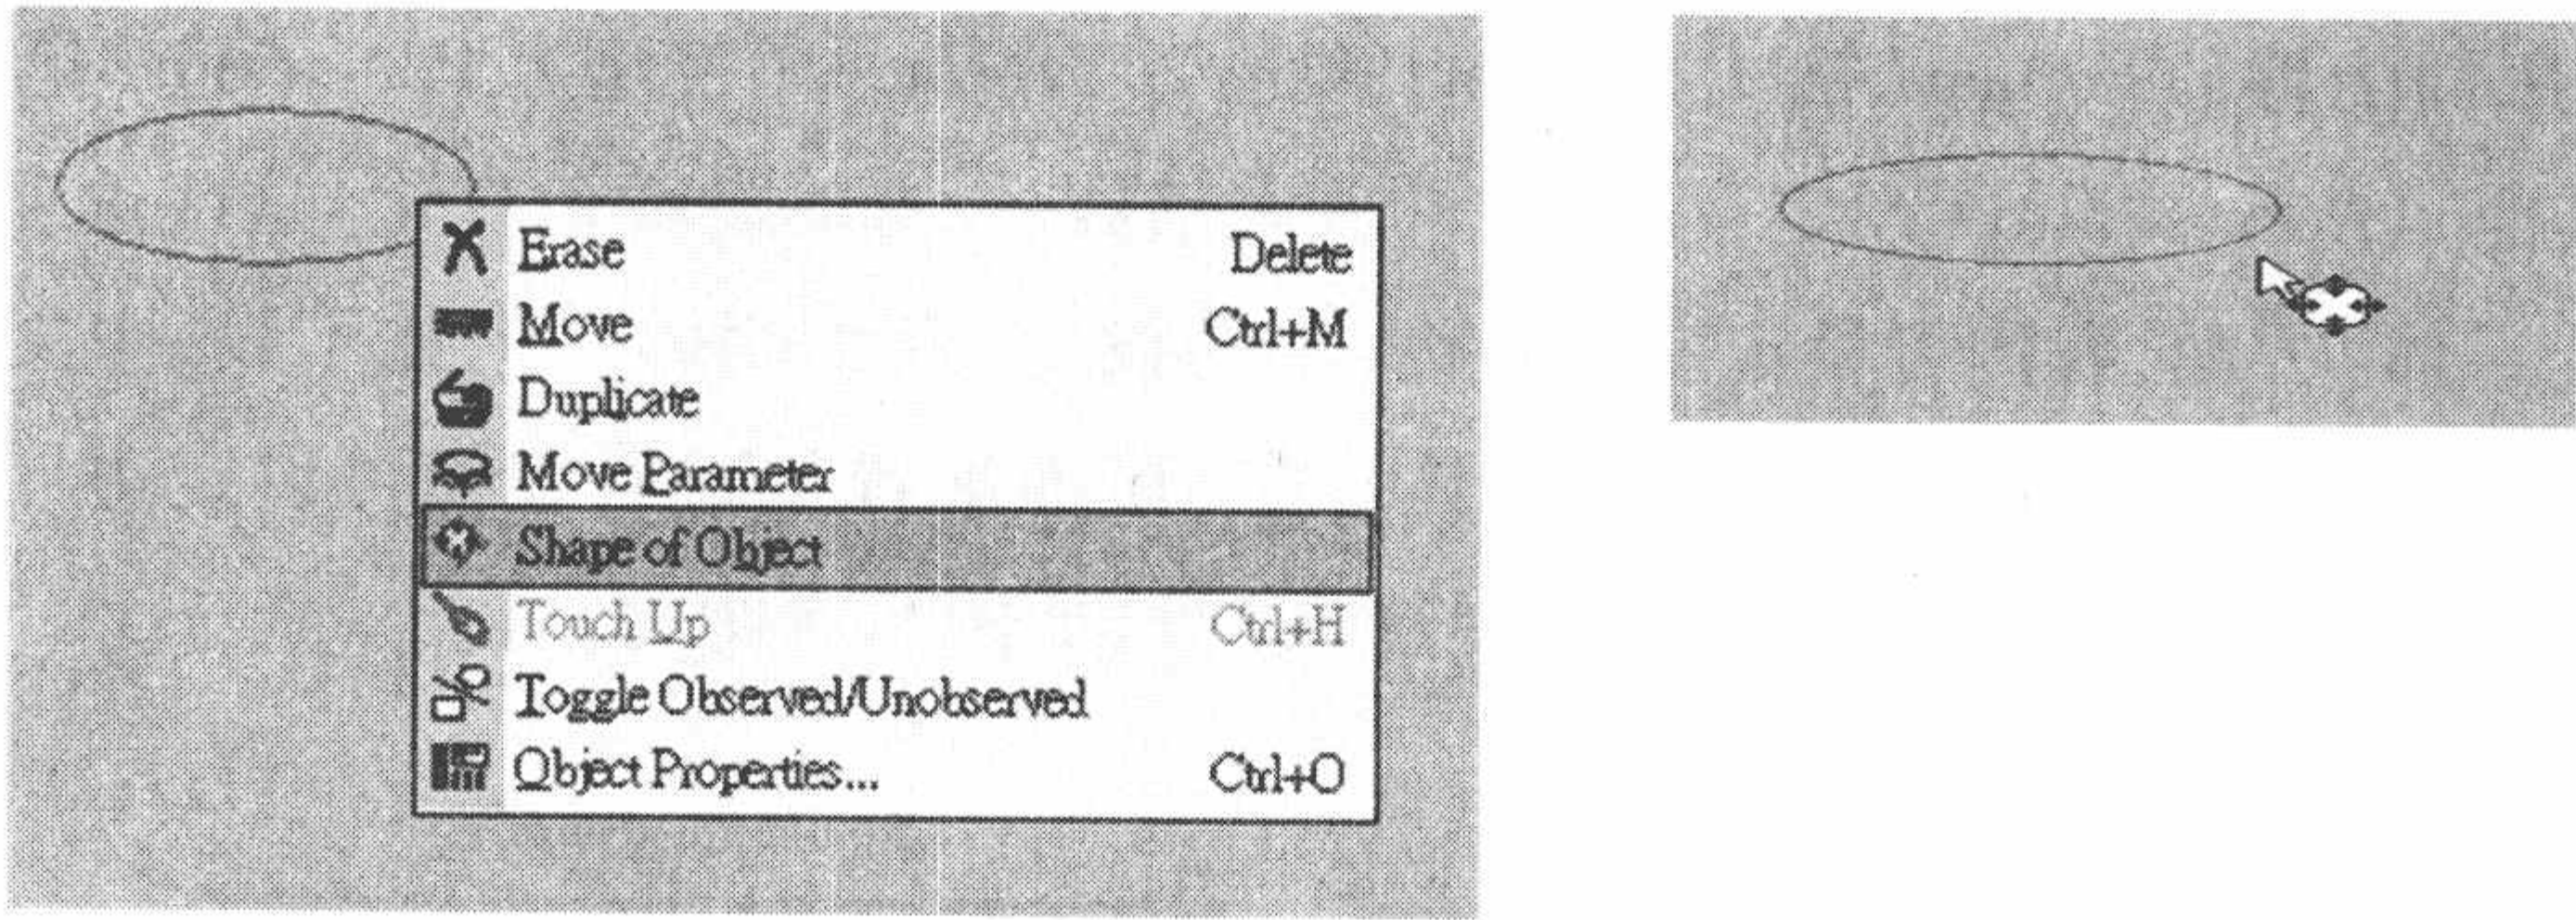 Erase Delete
Move Ctrl+M
Duplicate
Move Parameter
Shape of Object
Touch Up Ctrl+H
Toggle Observed/Unobserved
Object Properties... Ctrl+O